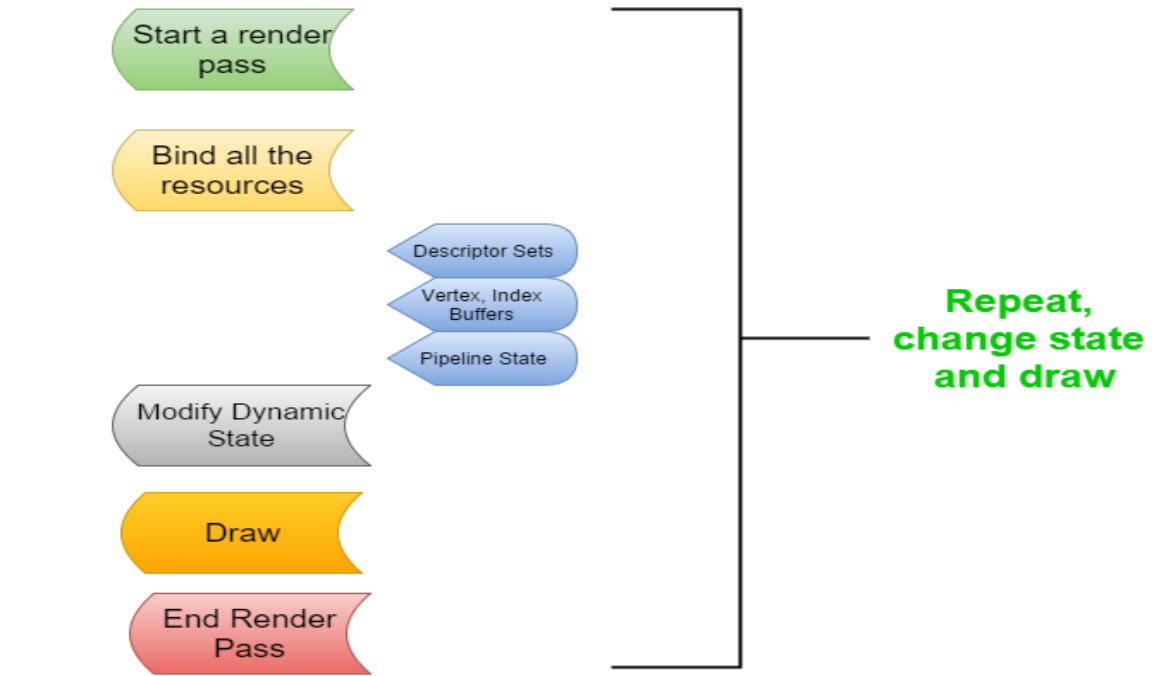 Start a render
pass
Bind all the
resources
Descriptor Sets
Vertex, Index
Buffers
Pipeline State
Modify Dynamic
State
Draw
End Render
Pass
Repeat,
change state
and draw